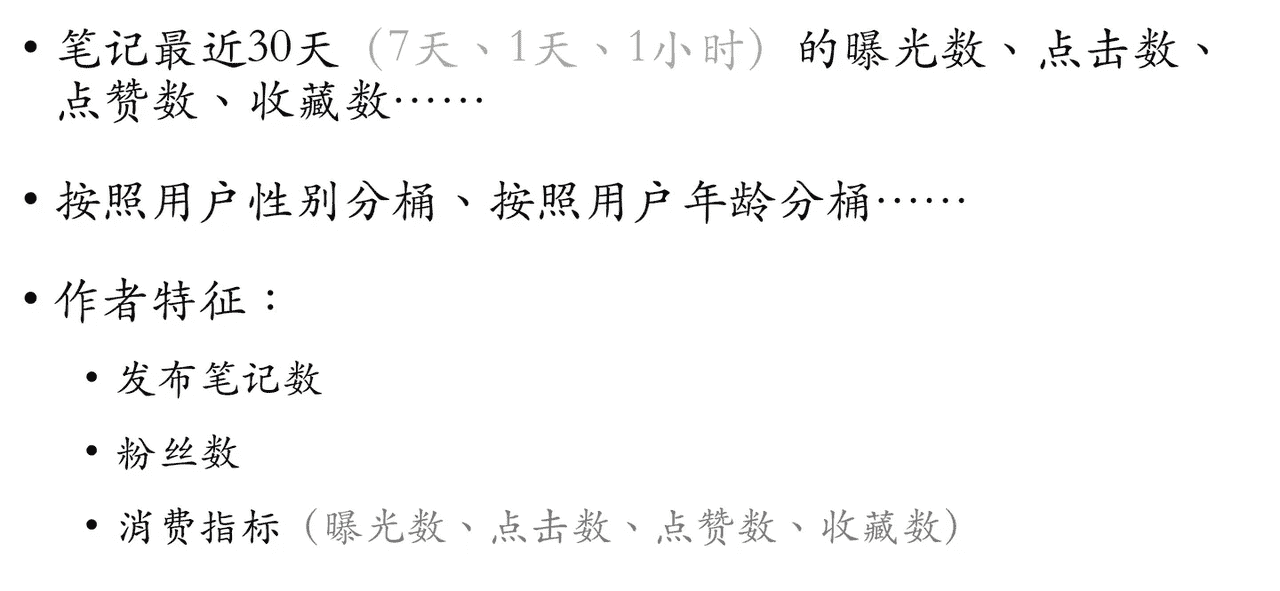 • 笔记最近30天（7天、1天、1小时）的曝光数、点击数、
点赞数、收藏数……
• 按照用户性别分桶、按照用户年龄分桶……
• 作者特征：
• 发布笔记数
• 粉丝数
• 消费指标（曝光数、点击数、点赞数、收藏数）